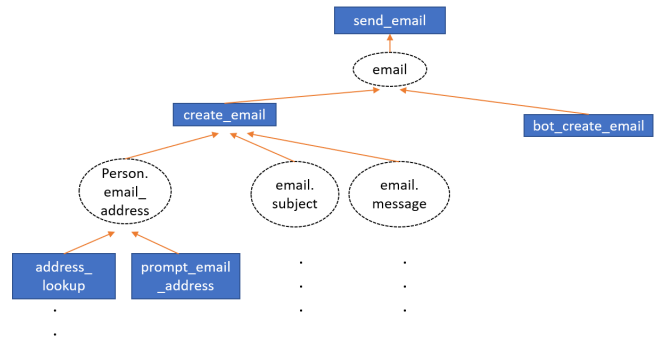 send_email
email
create_email
bot_create_email
Person.
email_
address
email.
subject
email.
message
address_
lookup
prompt_email
_address